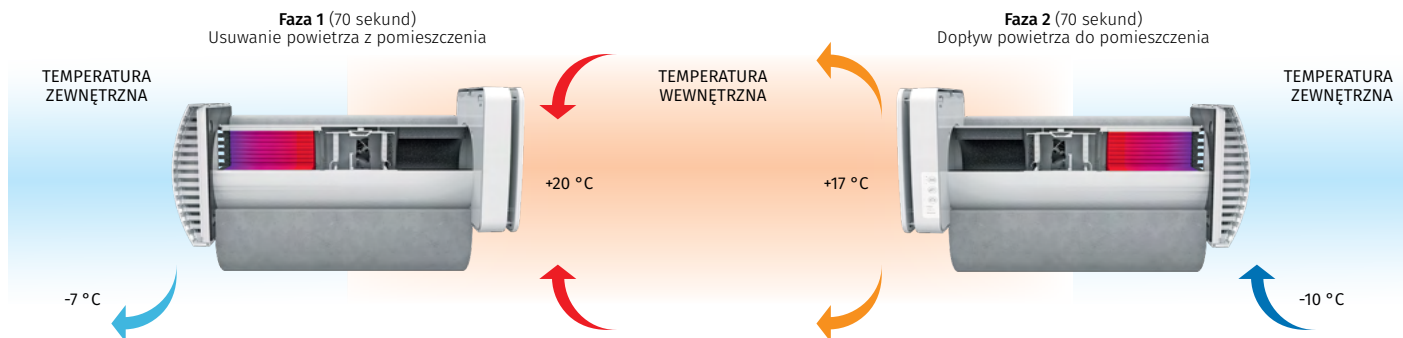 Faza 1 (70 sekund)
Usuwanie powietrza z pomieszczenia
TEMPERATURA
ZEWNĘTRZNA
+20 °C
-7 °C
TEMPERATURA
WEWNĘTRZNA
Faza 2 (70 sekund)
Dopływ powietrza do pomieszczenia
+17 °C
TEMPERATURA
ZEWNĘTRZNA
-10 °C